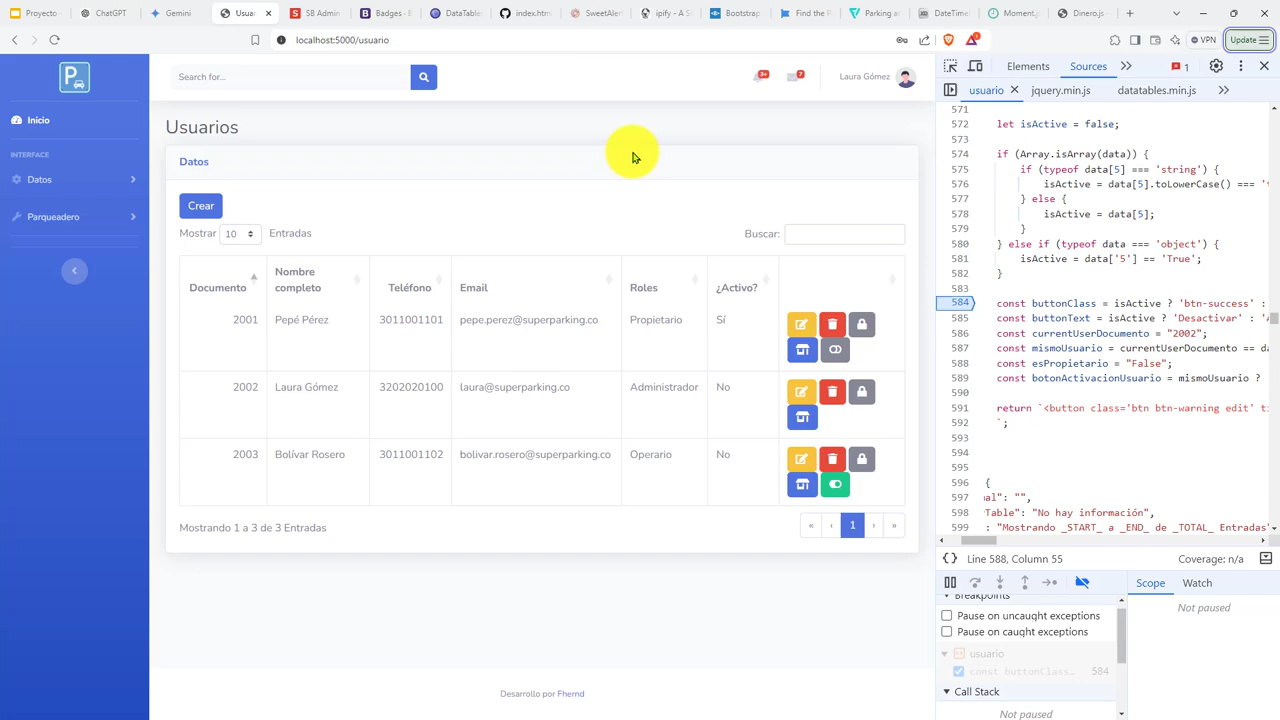 Proyecto
ChatGPT
Gemini
Usuar
SB Admin
Badges - B
DataTable
index.htm
SweetAler
ipify - A S
Bootstrap
Find the P
Parking an
DateTime
Moment.j
Dinero.js
localhost:5000/usuario
VPN
Update
P
Inicio
INTERFACE
Datos
Parqueadero
Search for...
3+
7
Laura Gómez
Usuarios
Datos
Crear
Mostrar 10 Entradas
Buscar:
Documento
Nombre completo
Teléfono
Email
Roles
¿Activo?
2001 Pepé Pérez 3011001101 pepe.perez@superparking.co Propietario Sí
2002 Laura Gómez 3202020100 laura@superparking.co Administrador No
2003 Bolívar Rosero 3011001102 bolivar.rosero@superparking.co Operario No
Mostrando 1 a 3 de 3 Entradas
« ‹ 1 › »
Desarrollo por Fhernd
Elements
Sources
1
usuario
jquery.min.js
datatables.min.js
571
572 let isActive = false;
573
574 if (Array.isArray(data)) {
575 if (typeof data[5] === 'string') {
576 isActive = data[5].toLowerCase() === '
577 } else {
578 isActive = data[5];
579 }
580 } else if (typeof data === 'object') {
581 isActive = data['5'] == 'True';
582 }
583
584 const buttonClass = isActive ? 'btn-success' :
585 const buttonText = isActive ? 'Desactivar' :
586 const currentUserDocumento = "2002";
587 const mismoUsuario = currentUserDocumento == da
588 const esPropietario = "False";
589 const botonActivacionUsuario = mismoUsuario ?
590
591 return `<button class='btn btn-warning edit' ti
592 `;
593
594
595
596 {
597 al": "",
598 Table": "No hay información",
599 : "Mostrando _START_ a _END_ de _TOTAL_ Entradas"
Line 588, Column 55
Coverage: n/a
Scope
Watch
Not paused
Breakpoints
Pause on uncaught exceptions
Pause on caught exceptions
usuario
const buttonClass… 584
Call Stack
Not paused